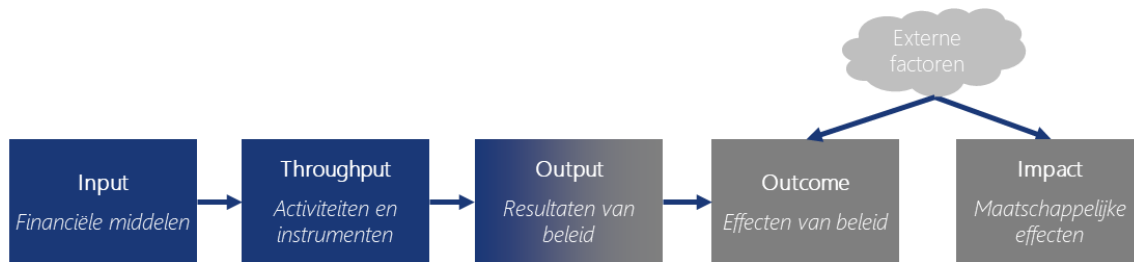 Externe
factoren
Input
Financiële middelen
Throughput
Activiteiten en
instrumenten
Output
Resultaten van
beleid
Outcome
Effecten van beleid
Impact
Maatschappelijke
effecten